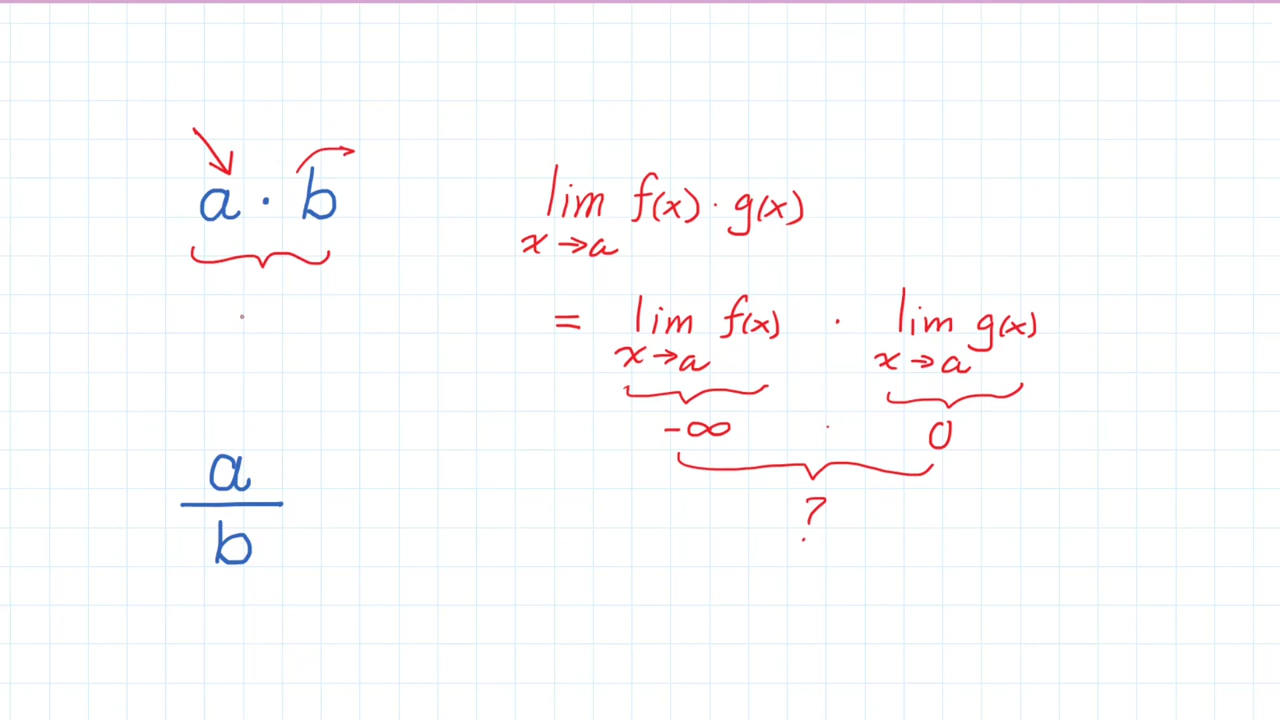 a · b
lim f(x) · g(x)
x → a
= lim f(x) · lim g(x)
x → a x → a
-∞ · 0
?
a
b